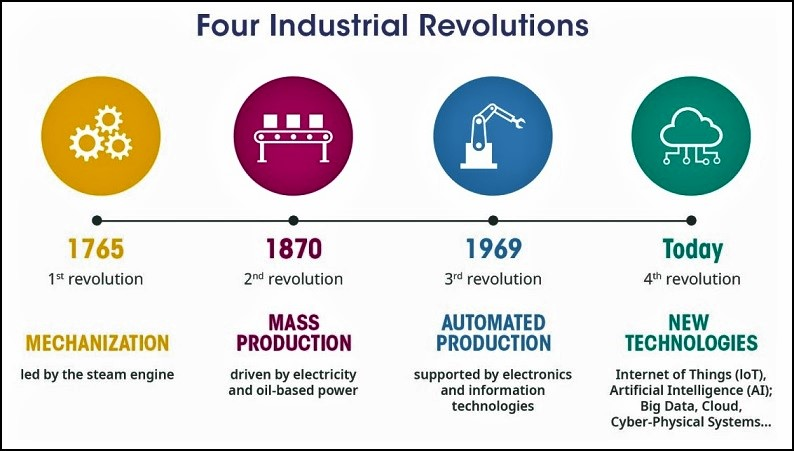 Four Industrial Revolutions
1765
1st revolution
MECHANIZATION
led by the steam engine
1870
2nd revolution
MASS
PRODUCTION
driven by electricity
and oil-based power
1969
3rd revolution
AUTOMATED
PRODUCTION
supported by electronics
and information
technologies
Today
4th revolution
NEW
TECHNOLOGIES
Internet of Things (IoT),
Artificial Intelligence (AI);
Big Data, Cloud,
Cyber-Physical Systems...